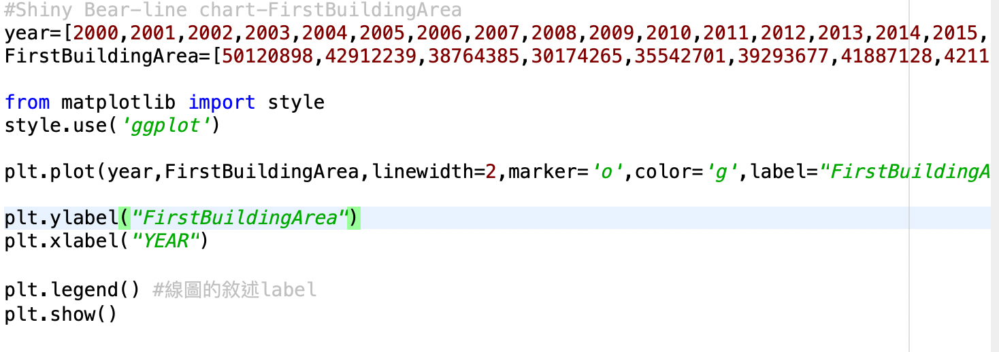 #Shiny Bear-line chart-FirstBuildingArea
year=[2000,2001,2002,2003,2004,2005,2006,2007,2008,2009,2010,2011,2012,2013,2014,2015,
FirstBuildingArea=[50120898,42912239,38764385,30174265,35542701,39293677,41887128,4211
from matplotlib import style
style.use('ggplot')
plt.plot(year,FirstBuildingArea,linewidth=2,marker='o',color='g',label="FirstBuildingA
plt.ylabel("FirstBuildingArea")
plt.xlabel("YEAR")
plt.legend() #線圖的敘述label
plt.show()